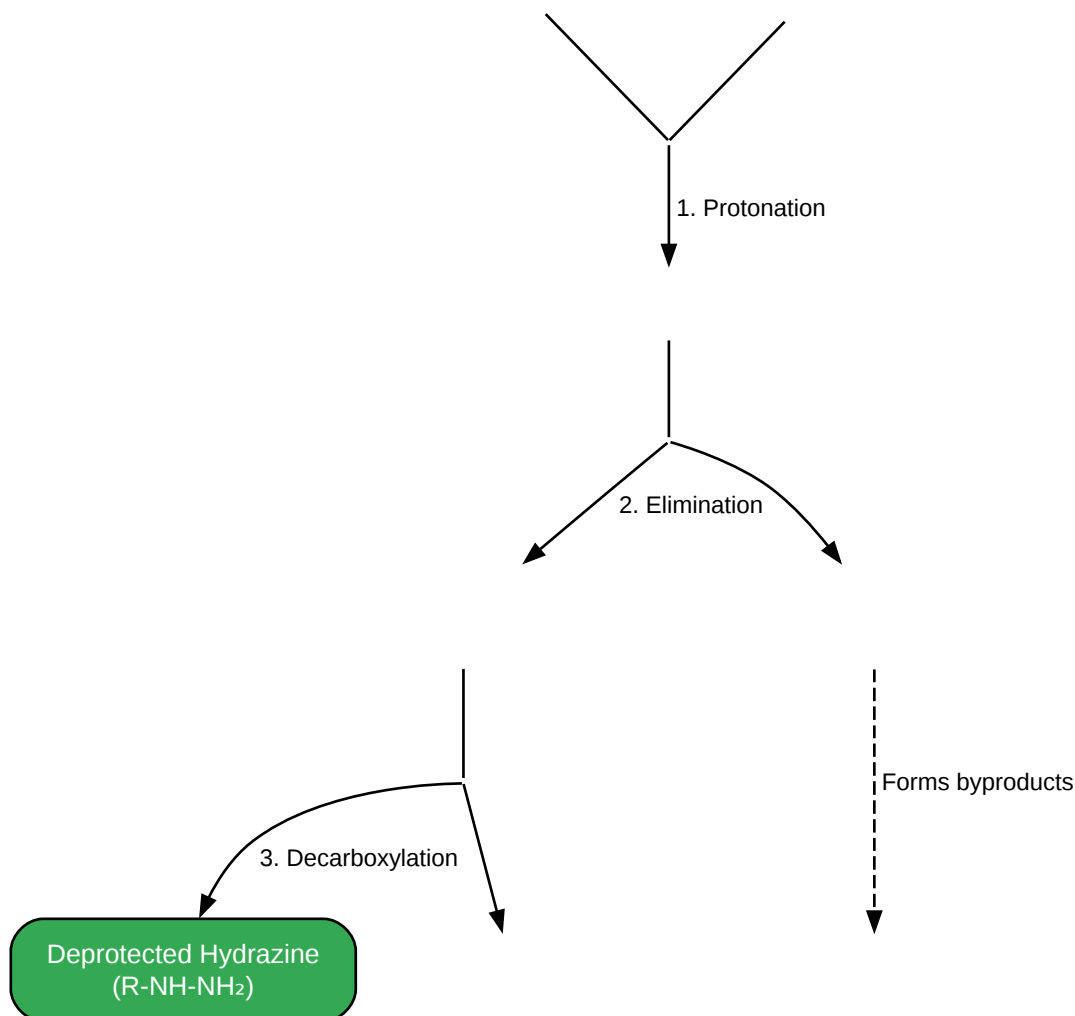 1. Protonation
2. Elimination
Forms byproducts
3. Decarboxylation
Deprotected Hydrazine
(R-NH-NH₂)